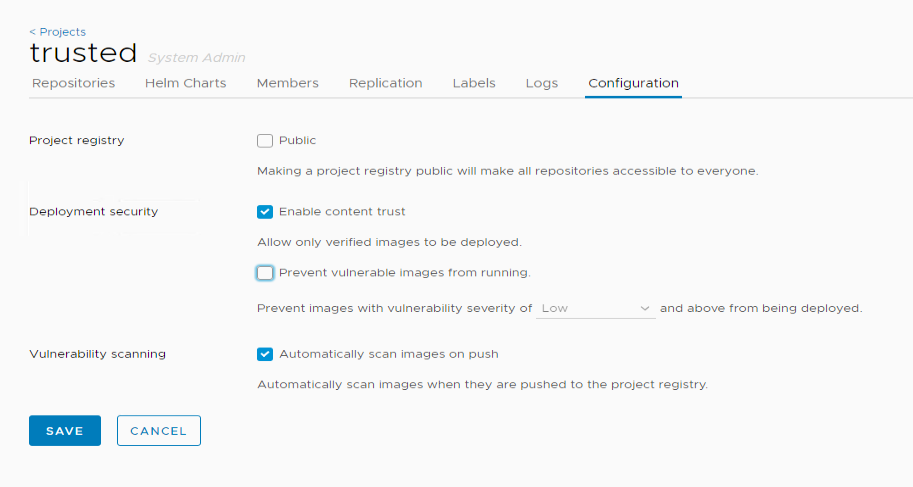 < Projects
trusted System Admin
Repositories Helm Charts Members Replication Labels Logs Configuration
Project registry Public
Making a project registry public will make all repositories accessible to everyone.
Deployment security Enable content trust
Allow only verified images to be deployed.
Prevent vulnerable images from running.
Prevent images with vulnerability severity of Low and above from being deployed.
Vulnerability scanning Automatically scan images on push
Automatically scan images when they are pushed to the project registry.
SAVE CANCEL